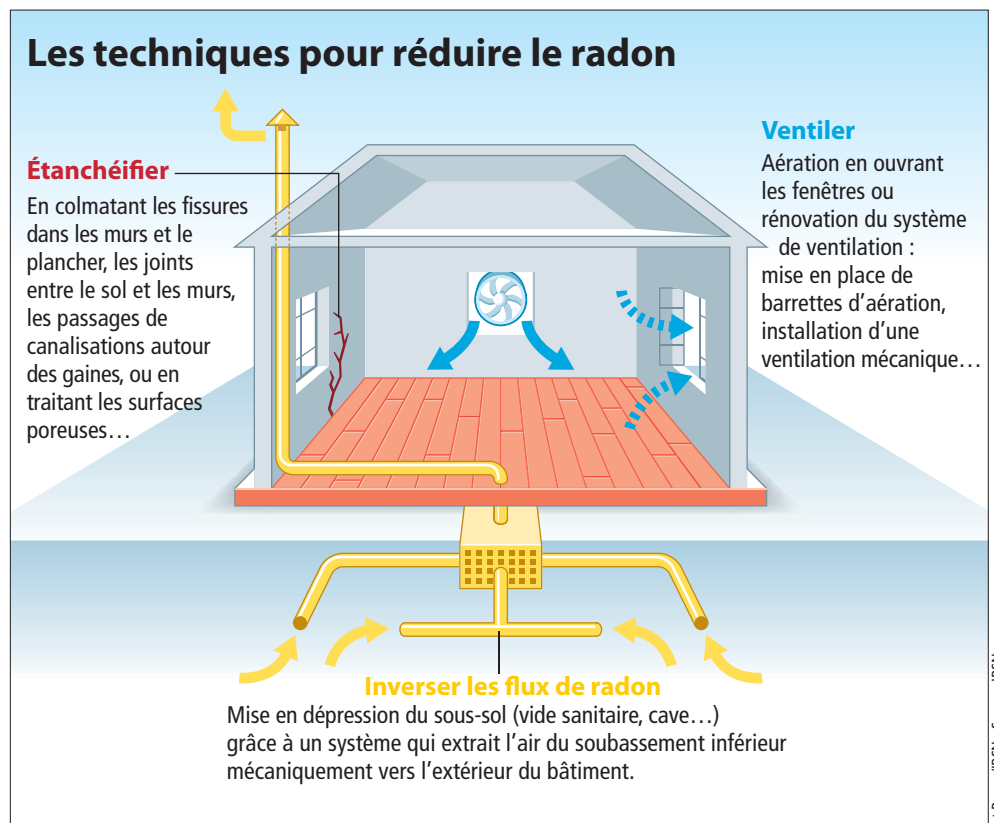 Les techniques pour réduire le radon
Étanchéifier
En colmatant les fissures
dans les murs et le
plancher, les joints
entre le sol et les murs,
les passages de
canalisations autour
des gaines, ou en
traitant les surfaces
poreuses…
Ventiler
Aération en ouvrant
les fenêtres ou
rénovation du système
de ventilation :
mise en place de
barrettes d’aération,
installation d’une
ventilation mécanique…
Inverser les flux de radon
Mise en dépression du sous-sol (vide sanitaire, cave…)
grâce à un système qui extrait l’air du soubassement inférieur
mécaniquement vers l’extérieur du bâtiment.